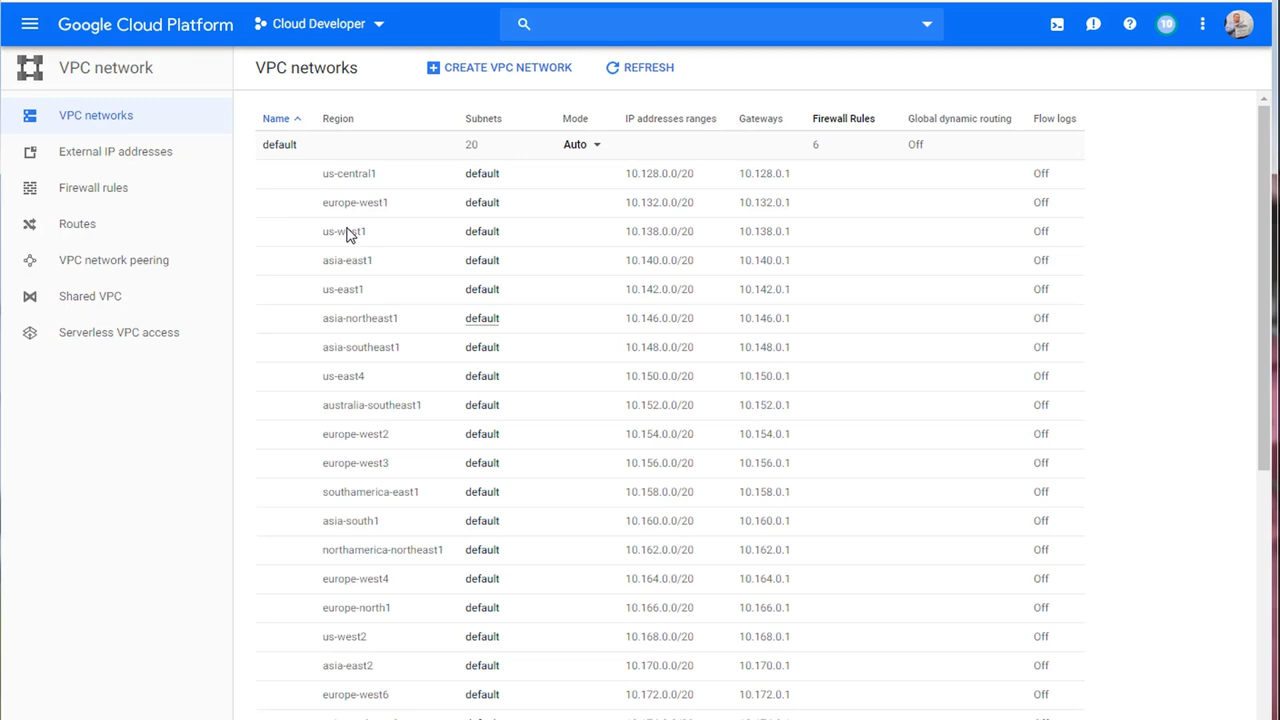 Google Cloud Platform Cloud Developer 10
VPC network
VPC networks CREATE VPC NETWORK REFRESH
VPC networks
External IP addresses
Firewall rules
Routes
VPC network peering
Shared VPC
Serverless VPC access
Name Region Subnets Mode IP addresses ranges Gateways Firewall Rules Global dynamic routing Flow logs
default 20 Auto 6 Off
us-central1 default 10.128.0.0/20 10.128.0.1 Off
europe-west1 default 10.132.0.0/20 10.132.0.1 Off
us-west1 default 10.138.0.0/20 10.138.0.1 Off
asia-east1 default 10.140.0.0/20 10.140.0.1 Off
us-east1 default 10.142.0.0/20 10.142.0.1 Off
asia-northeast1 default 10.146.0.0/20 10.146.0.1 Off
asia-southeast1 default 10.148.0.0/20 10.148.0.1 Off
us-east4 default 10.150.0.0/20 10.150.0.1 Off
australia-southeast1 default 10.152.0.0/20 10.152.0.1 Off
europe-west2 default 10.154.0.0/20 10.154.0.1 Off
europe-west3 default 10.156.0.0/20 10.156.0.1 Off
southamerica-east1 default 10.158.0.0/20 10.158.0.1 Off
asia-south1 default 10.160.0.0/20 10.160.0.1 Off
northamerica-northeast1 default 10.162.0.0/20 10.162.0.1 Off
europe-west4 default 10.164.0.0/20 10.164.0.1 Off
europe-north1 default 10.166.0.0/20 10.166.0.1 Off
us-west2 default 10.168.0.0/20 10.168.0.1 Off
asia-east2 default 10.170.0.0/20 10.170.0.1 Off
europe-west6 default 10.172.0.0/20 10.172.0.1 Off